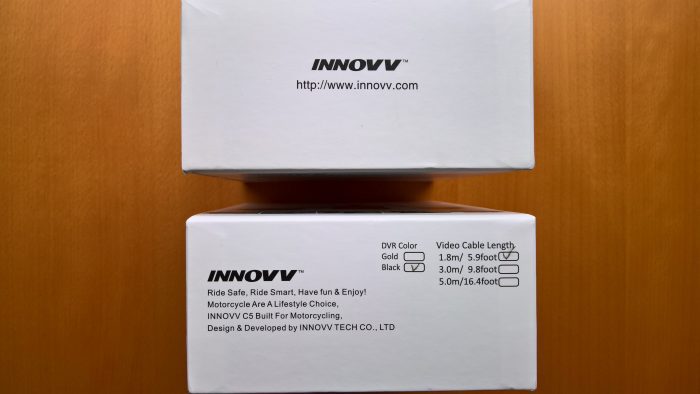 INNOVV™
http://www.innovv.com
DVR Color
Gold
Black
Video Cable Length
1.8m/ 5.9foot
3.0m/ 9.8foot
5.0m/16.4foot
INNOVV™
Ride Safe, Ride Smart, Have fun & Enjoy!
Motorcycle Are A Lifestyle Choice,
INNOVV C5 Built For Motorcycling,
Design & Developed by INNOVV TECH CO., LTD